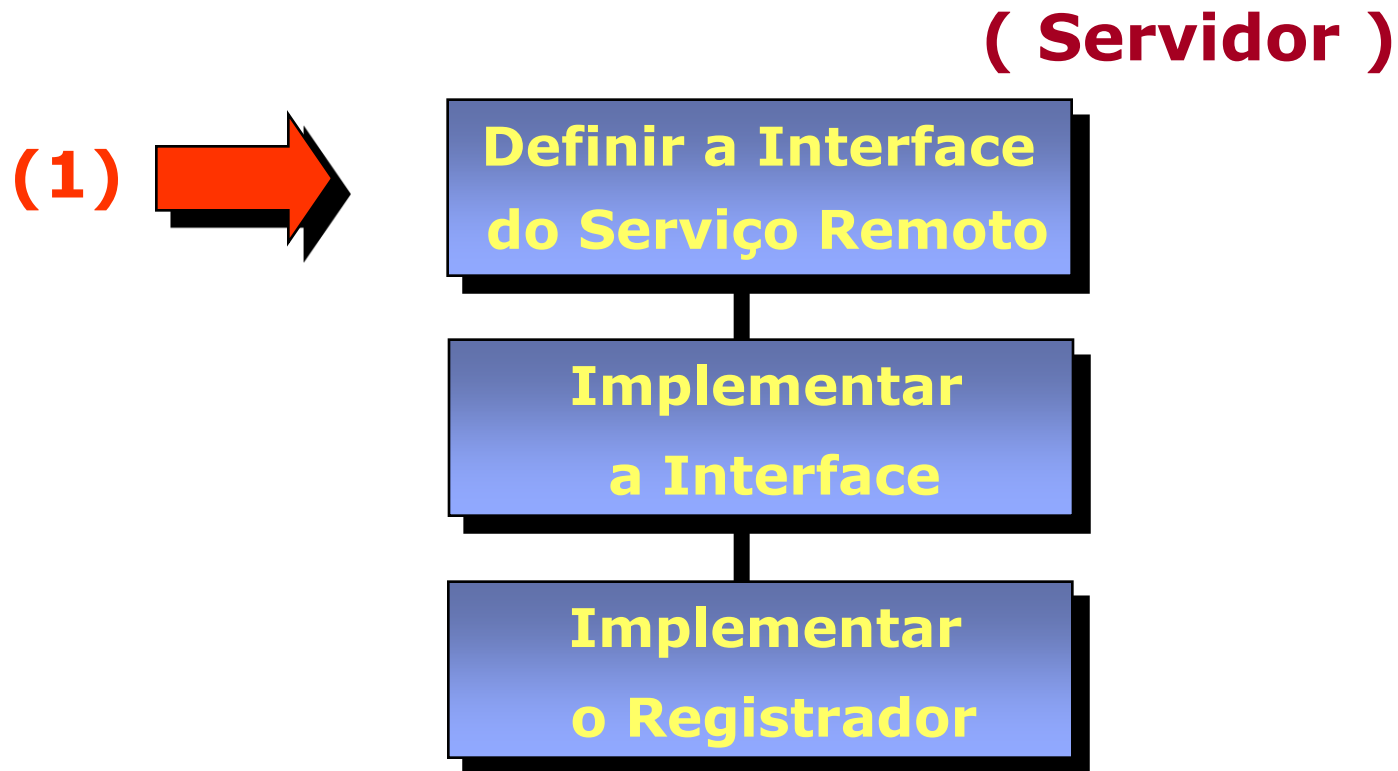 ( Servidor )
(1)
Definir a Interface
do Serviço Remoto
Implementar
a Interface
Implementar
o Registrador